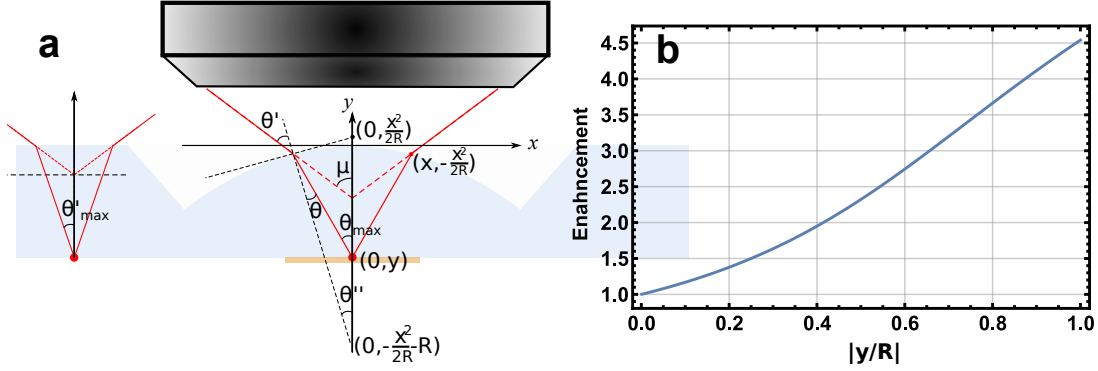 a
y
x
θ'
(0, x²/2R)
(x,-x²/2R)
μ
θ
θ'max
θmax
(0,y)
θ''
(0,-x²/2R-R)
b
Enahncement
4.5
4.0
3.5
3.0
2.5
2.0
1.5
1.0
0.0 0.2 0.4 0.6 0.8 1.0
|y/R|